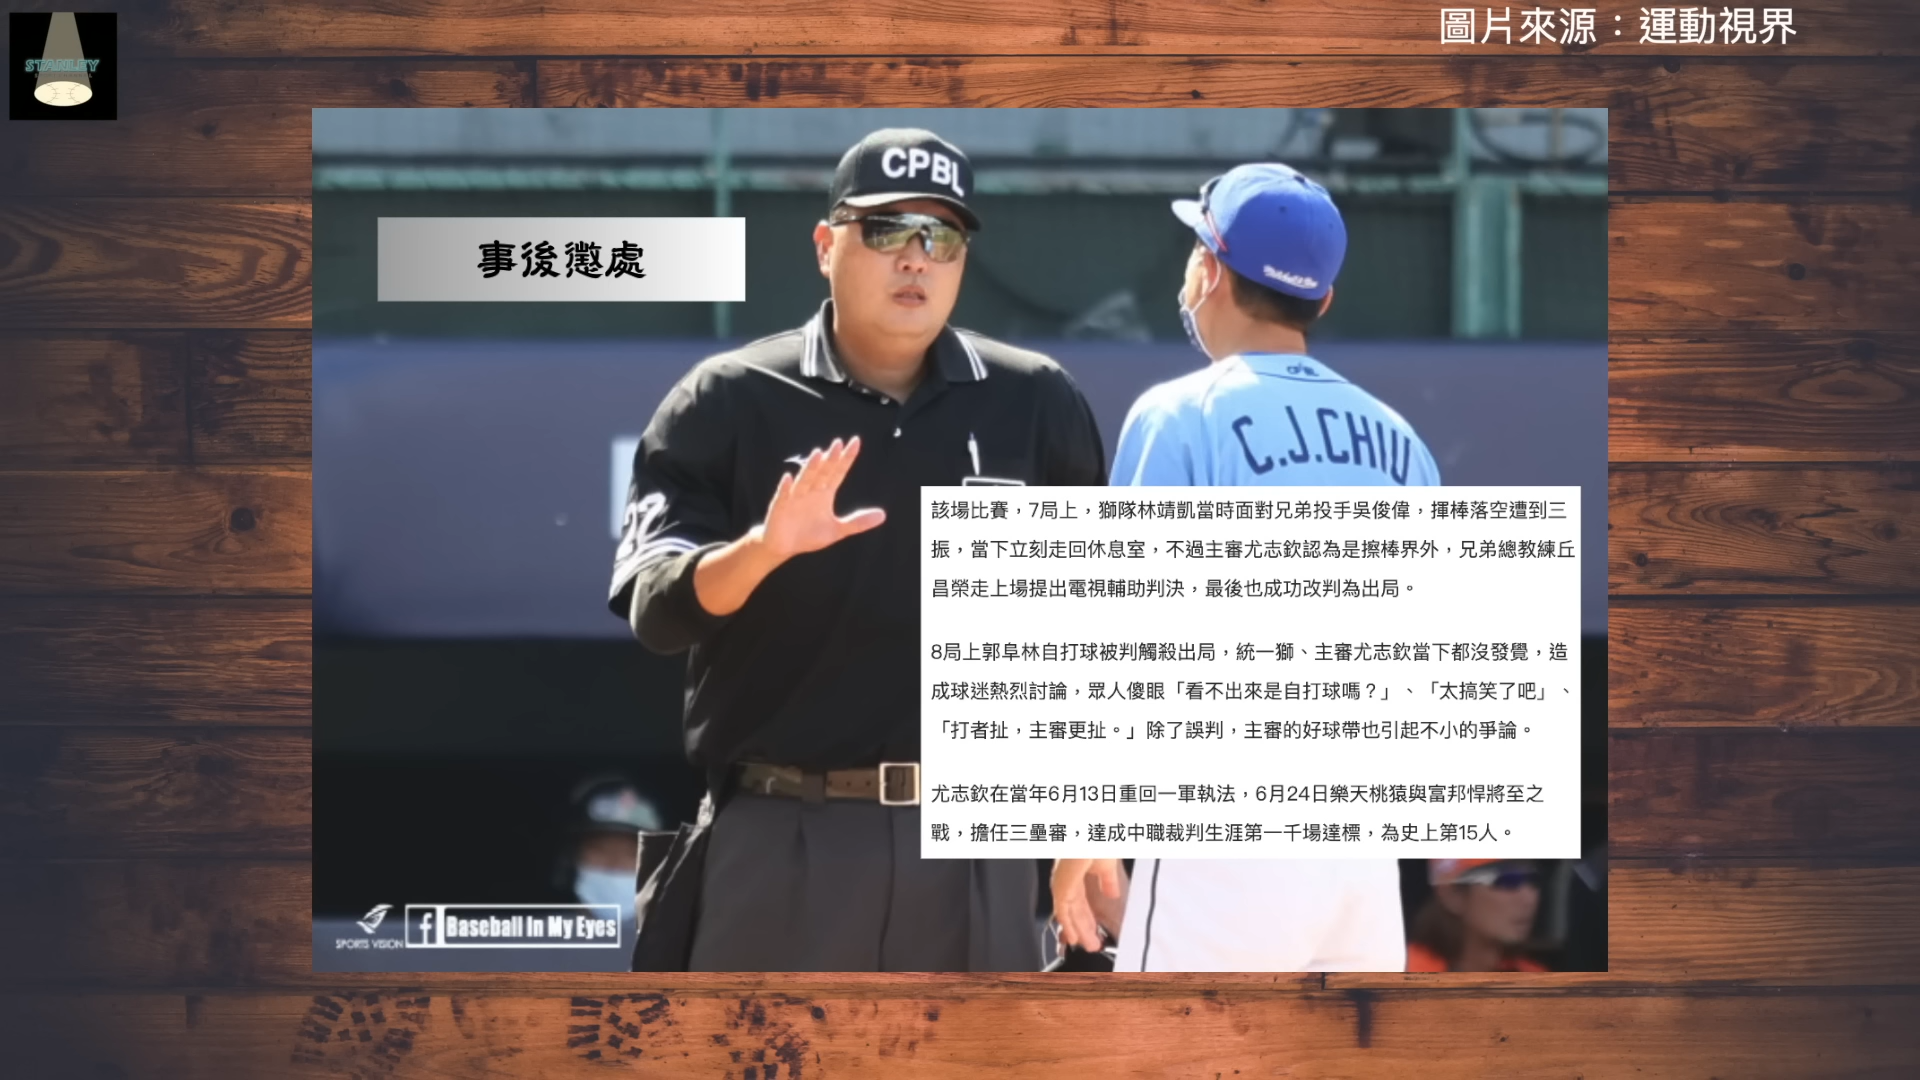 圖片來源：運動視界
STANLEY
CPBL
事後懲處
C.J.CHIU
22
該場比賽，7局上，獅隊林靖凱當時面對兄弟投手吳俊偉，揮棒落空遭到三
振，當下立刻走回休息室，不過主審尤志欽認為是擦棒界外，兄弟總教練丘
昌榮走上場提出電視輔助判決，最後也成功改判為出局。
8局上郭阜林自打球被判觸殺出局，統一獅、主審尤志欽當下都沒發覺，造
成球迷熱烈討論，眾人傻眼「看不出來是自打球嗎？」、「太搞笑了吧」、
「打者扯，主審更扯。」除了誤判，主審的好球帶也引起不小的爭論。
尤志欽在當年6月13日重回一軍執法，6月24日樂天桃猿與富邦悍將至之
戰，擔任三壘審，達成中職裁判生涯第一千場達標，為史上第15人。
SPORTS VISION
f Baseball In My Eyes